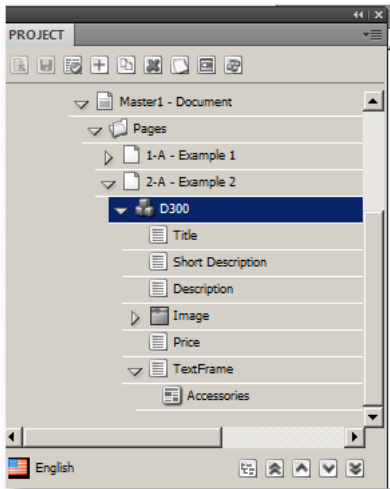 PROJECT
Master1 - Document
Pages
1-A - Example 1
2-A - Example 2
D300
Title
Short Description
Description
Image
Price
TextFrame
Accessories
English